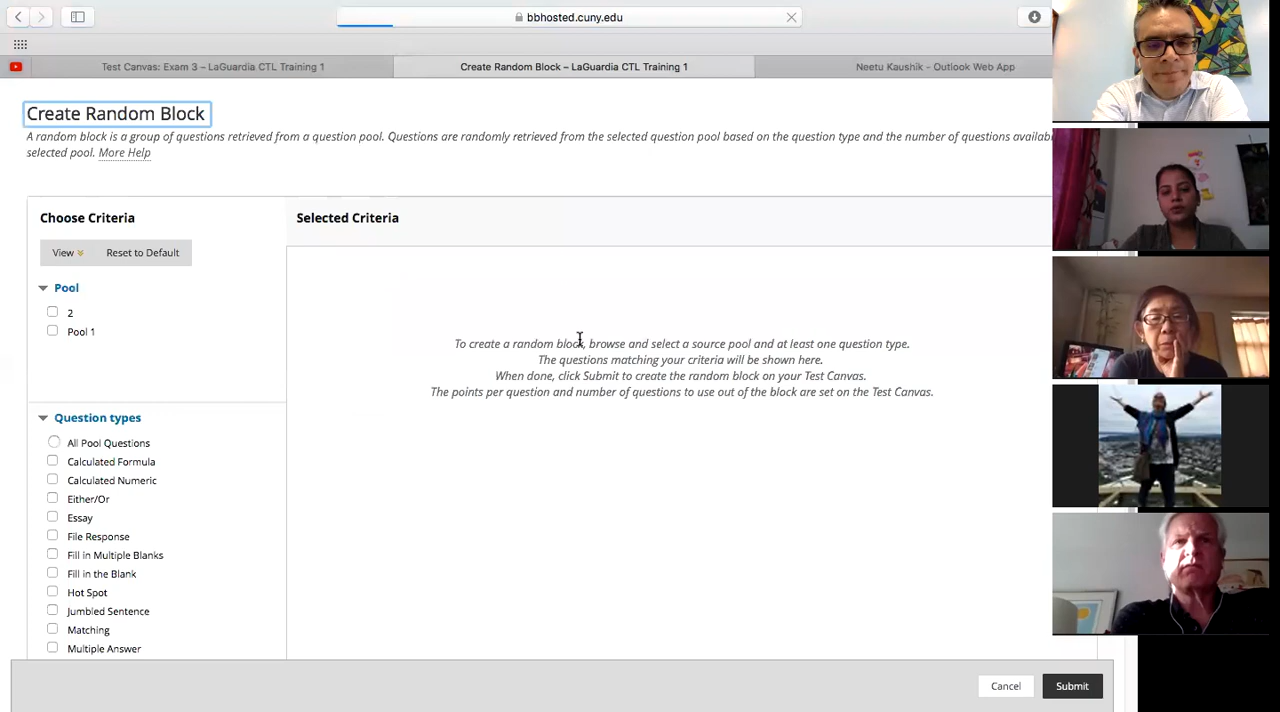 bbhosted.cuny.edu
Test Canvas: Exam 3 – LaGuardia CTL Training 1
Create Random Block – LaGuardia CTL Training 1
Neetu Kaushik - Outlook Web App
Create Random Block
A random block is a group of questions retrieved from a question pool. Questions are randomly retrieved from the selected question pool based on the question type and the number of questions
selected pool. More Help
Choose Criteria
Selected Criteria
View
Reset to Default
Pool
2
Pool 1
To create a random block, browse and select a source pool and at least one question type.
The questions matching your criteria will be shown here.
When done, click Submit to create the random block on your Test Canvas.
The points per question and number of questions to use out of the block are set on the Test Canvas.
Question types
All Pool Questions
Calculated Formula
Calculated Numeric
Either/Or
Essay
File Response
Fill in Multiple Blanks
Fill in the Blank
Hot Spot
Jumbled Sentence
Matching
Multiple Answer
Cancel
Submit